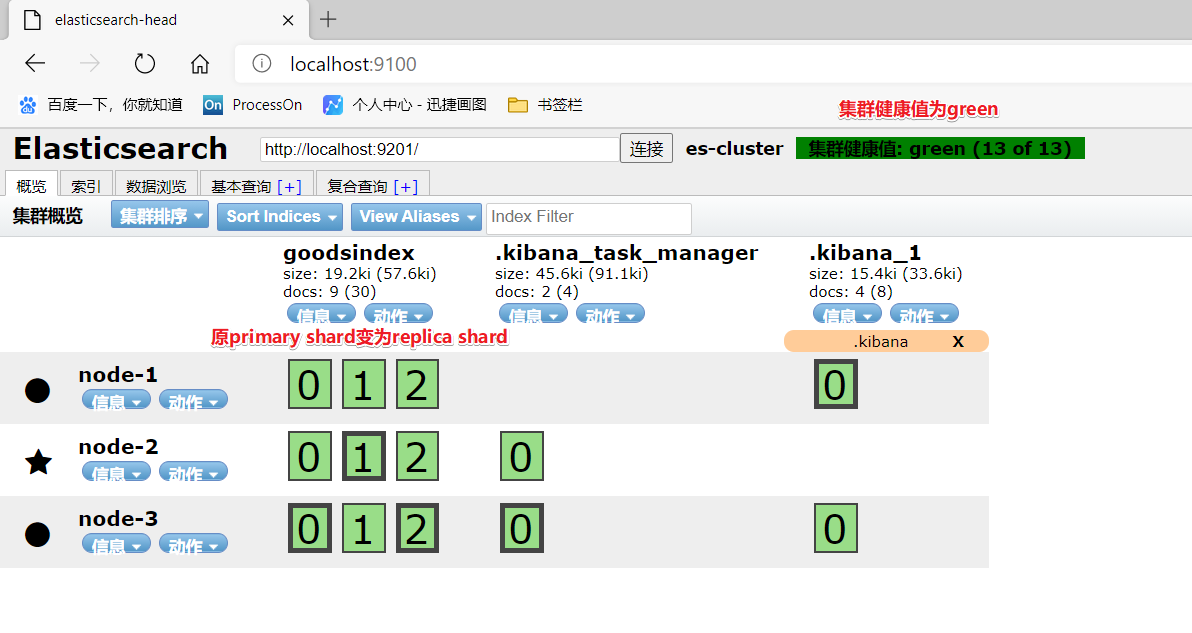 elasticsearch-head
localhost:9100
百度一下，你就知道 ProcessOn 个人中心 - 迅捷画图 书签栏
On
集群健康值为green
Elasticsearch http://localhost:9201/ 连接 es-cluster 集群健康值: green (13 of 13)
概览 索引 数据浏览 基本查询 [+] 复合查询 [+]
集群概览 集群排序 Sort Indices View Aliases Index Filter
goodsindex .kibana_task_manager .kibana_1
size: 19.2ki (57.6ki) size: 45.6ki (91.1ki) size: 15.4ki (33.6ki)
docs: 9 (30) docs: 2 (4) docs: 4 (8)
信息 动作 信息 动作 信息 动作
原primary shard变为replica shard
.kibana X
node-1 0 1 2 0
信息 动作
node-2 0 1 2 0
信息 动作
node-3 0 1 2 0 0
信息 动作